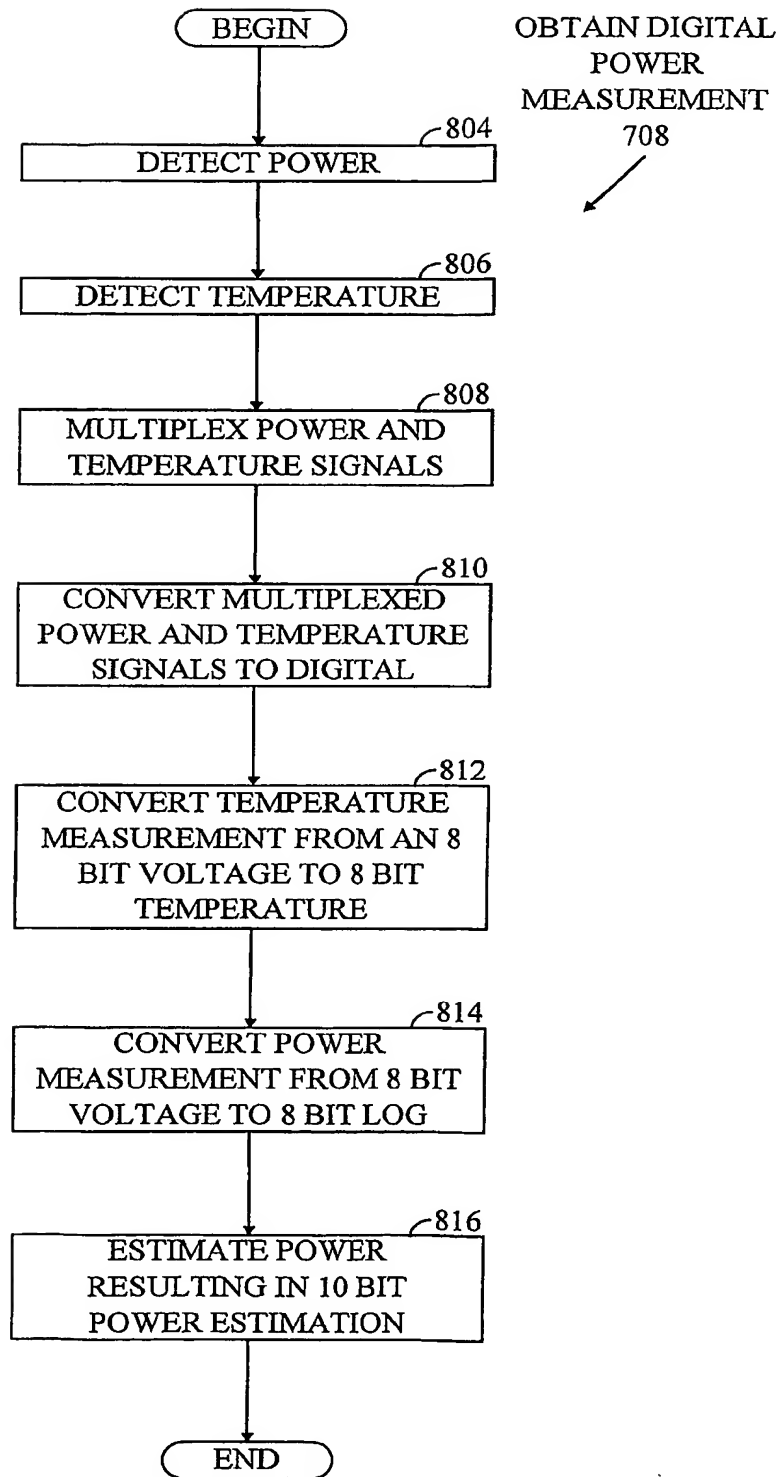 BEGIN
OBTAIN DIGITAL
POWER
MEASUREMENT
708
804
DETECT POWER
806
DETECT TEMPERATURE
808
MULTIPLEX POWER AND
TEMPERATURE SIGNALS
810
CONVERT MULTIPLEXED
POWER AND TEMPERATURE
SIGNALS TO DIGITAL
812
CONVERT TEMPERATURE
MEASUREMENT FROM AN 8
BIT VOLTAGE TO 8 BIT
TEMPERATURE
814
CONVERT POWER
MEASUREMENT FROM 8 BIT
VOLTAGE TO 8 BIT LOG
816
ESTIMATE POWER
RESULTING IN 10 BIT
POWER ESTIMATION
END